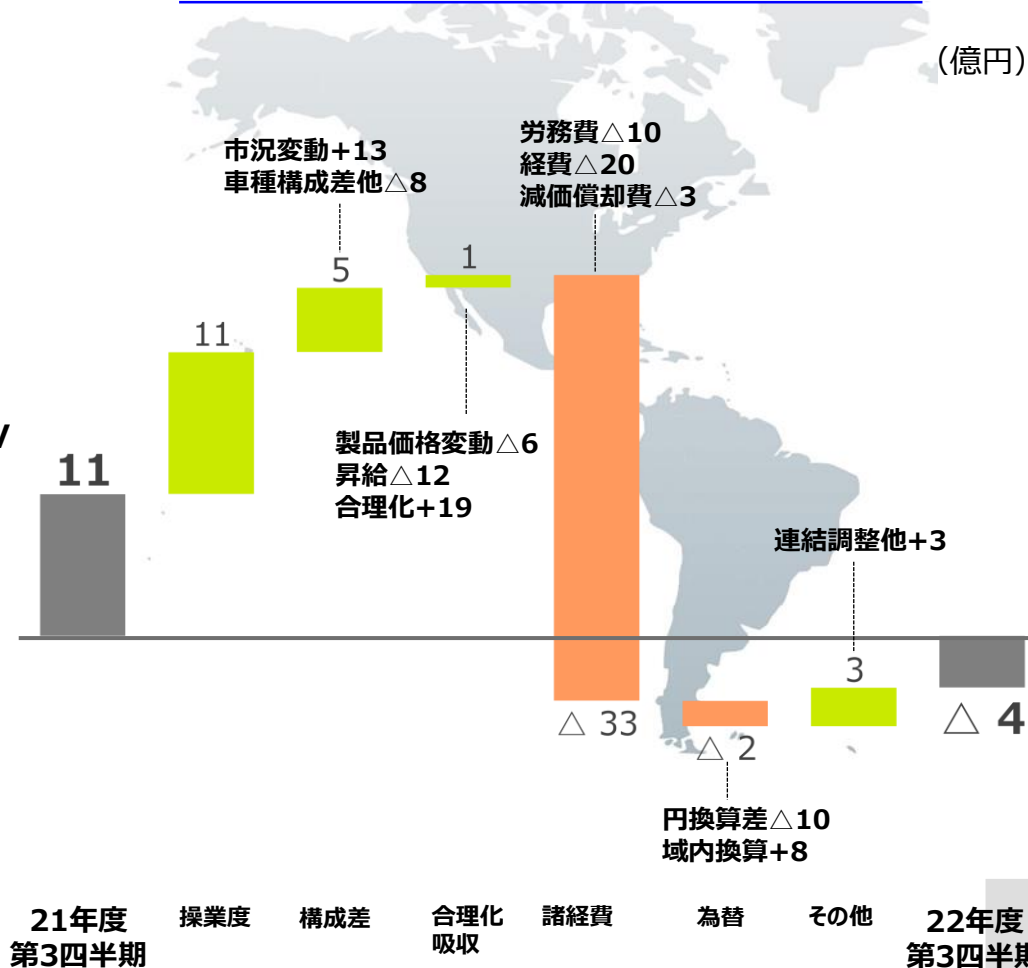 (億円)
市況変動+13
車種構成差他△8
労務費△10
経費△20
減価償却費△3
5
1
11
製品価格変動△6
昇給△12
合理化+19
11
連結調整他+3
△ 33
△ 2
3
△ 4
円換算差△10
域内換算+8
21年度
第3四半期
操業度
構成差
合理化
吸収
諸経費
為替
その他
22年度
第3四半期